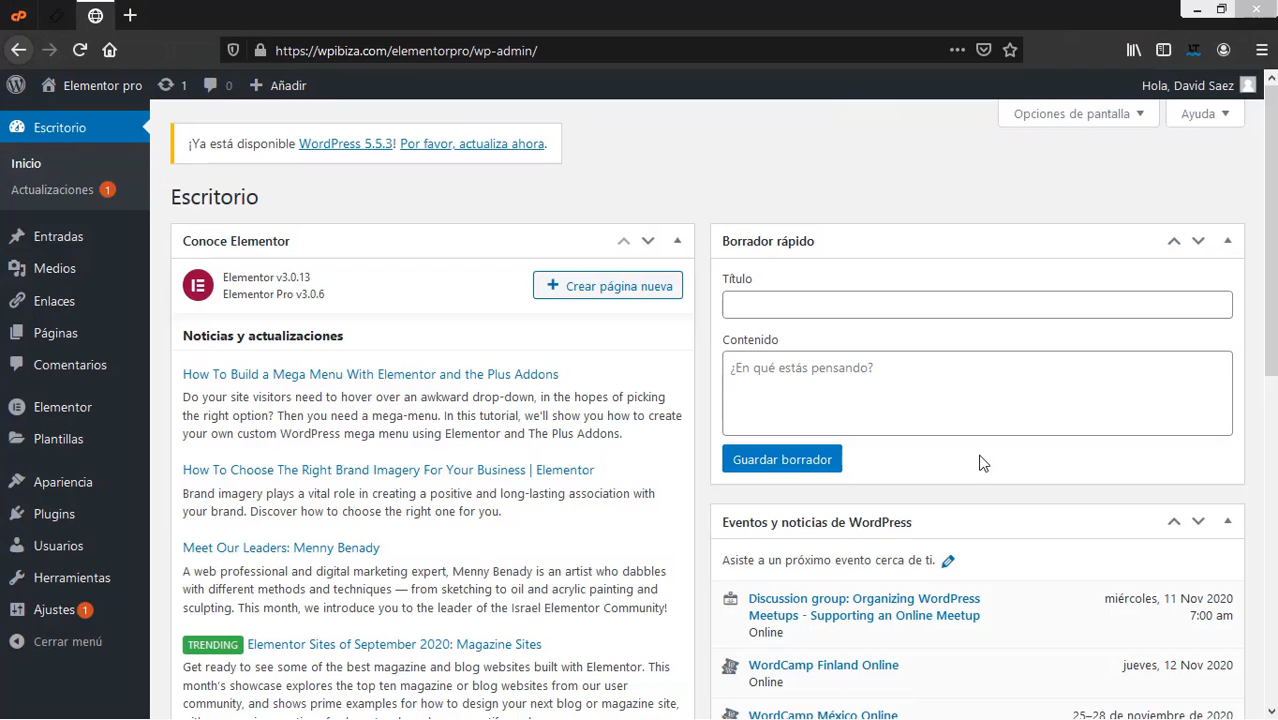 https://wpibiza.com/elementorpro/wp-admin/
Elementor pro 1 0 Añadir Hola, David Saez
Escritorio
Inicio
Actualizaciones 1
Entradas
Medios
Enlaces
Páginas
Comentarios
Elementor
Plantillas
Apariencia
Plugins
Usuarios
Herramientas
Ajustes 1
Cerrar menú
Opciones de pantalla Ayuda
¡Ya está disponible WordPress 5.5.3! Por favor, actualiza ahora.
Escritorio
Conoce Elementor
Elementor v3.0.13
Elementor Pro v3.0.6
Crear página nueva
Noticias y actualizaciones
How To Build a Mega Menu With Elementor and the Plus Addons
Do your site visitors need to hover over an awkward drop-down, in the hopes of picking
the right option? Then you need a mega-menu. In this tutorial, we'll show you how to create
your own custom WordPress mega menu using Elementor and The Plus Addons.
How To Choose The Right Brand Imagery For Your Business | Elementor
Brand imagery plays a vital role in creating a positive and long-lasting association with
your brand. Discover how to choose the right one for you.
Meet Our Leaders: Menny Benady
A web professional and digital marketing expert, Menny Benady is an artist who dabbles
with different methods and techniques — from sketching to oil and acrylic painting and
sculpting. This month, we introduce you to the leader of the Israel Elementor Community!
TRENDING Elementor Sites of September 2020: Magazine Sites
Get ready to see some of the best magazine and blog websites built with Elementor. This
month's showcase explores the top ten magazine or blog websites from our user
community, and shows prime examples for how to design your next blog or magazine site,
Borrador rápido
Título
Contenido
¿En qué estás pensando?
Guardar borrador
Eventos y noticias de WordPress
Asiste a un próximo evento cerca de ti.
Discussion group: Organizing WordPress miércoles, 11 Nov 2020
Meetups - Supporting an Online Meetup 7:00 am
Online
WordCamp Finland Online jueves, 12 Nov 2020
Online
WordCamp México Online 25–28 de noviembre de 2020